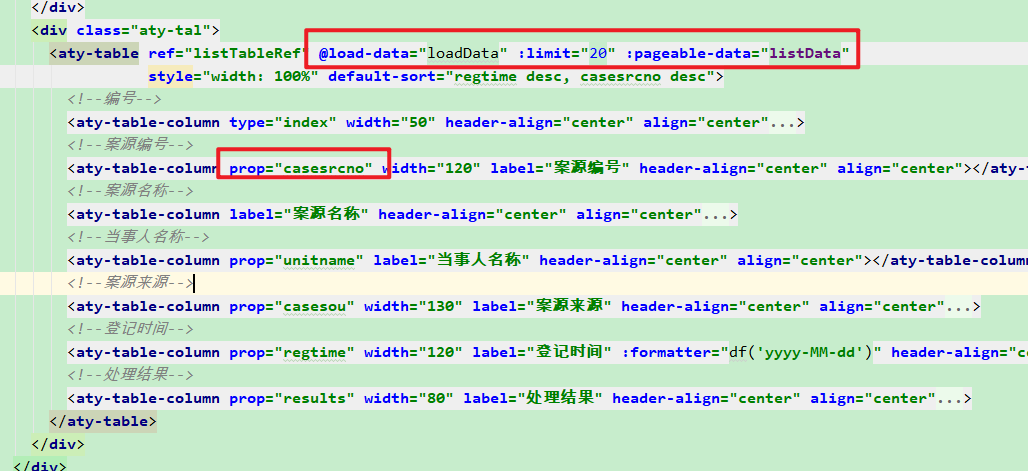 </div>
<div class="aty-tal">
<aty-table ref="listTableRef" @load-data="loadData" :limit="20" :pageable-data="listData"
style="width: 100%" default-sort="regtime desc, casesrcno desc">
<!--编号-->
<aty-table-column type="index" width="50" header-align="center" align="center"...>
<!--案源编号-->
<aty-table-column prop="casesrcno" width="120" label="案源编号" header-align="center" align="center"></aty-t
<!--案源名称-->
<aty-table-column label="案源名称" header-align="center" align="center"...>
<!--当事人名称-->
<aty-table-column prop="unitname" label="当事人名称" header-align="center" align="center"></aty-table-column
<!--案源来源-->
<aty-table-column prop="casesou" width="130" label="案源来源" header-align="center" align="center"...>
<!--登记时间-->
<aty-table-column prop="regtime" width="120" label="登记时间" :formatter="df('yyyy-MM-dd')" header-align="ce
<!--处理结果-->
<aty-table-column prop="results" width="80" label="处理结果" header-align="center" align="center"...>
</aty-table>
</div>
</div>